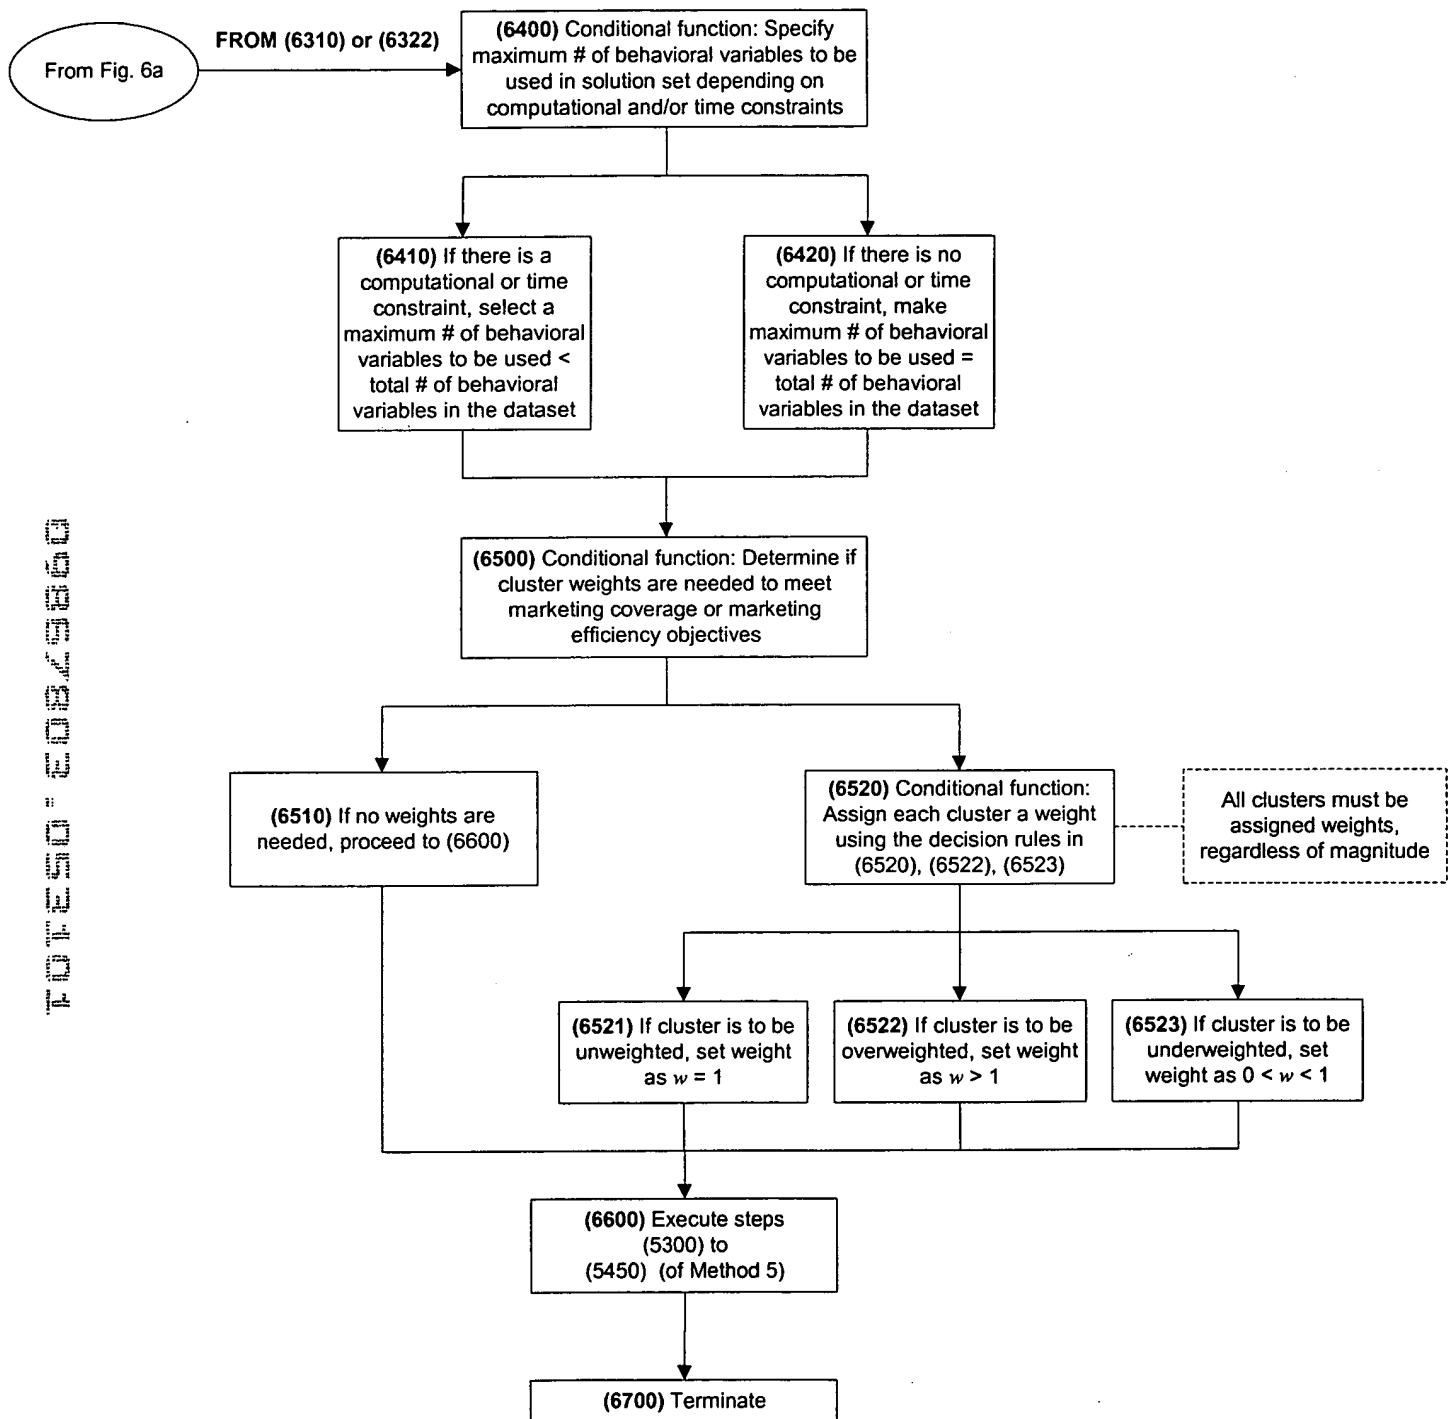 From Fig. 6a
FROM (6310) or (6322)
(6400) Conditional function: Specify
maximum # of behavioral variables to be
used in solution set depending on
computational and/or time constraints
(6410) If there is a
computational or time
constraint, select a
maximum # of behavioral
variables to be used <
total # of behavioral
variables in the dataset
(6420) If there is no
computational or time
constraint, make
maximum # of behavioral
variables to be used =
total # of behavioral
variables in the dataset
(6500) Conditional function: Determine if
cluster weights are needed to meet
marketing coverage or marketing
efficiency objectives
(6510) If no weights are
needed, proceed to (6600)
(6520) Conditional function:
Assign each cluster a weight
using the decision rules in
(6520), (6522), (6523)
All clusters must be
assigned weights,
regardless of magnitude
(6521) If cluster is to be
unweighted, set weight
as w = 1
(6522) If cluster is to be
overweighted, set weight
as w > 1
(6523) If cluster is to be
underweighted, set
weight as 0 < w < 1
(6600) Execute steps
(5300) to
(5450) (of Method 5)
(6700) Terminate